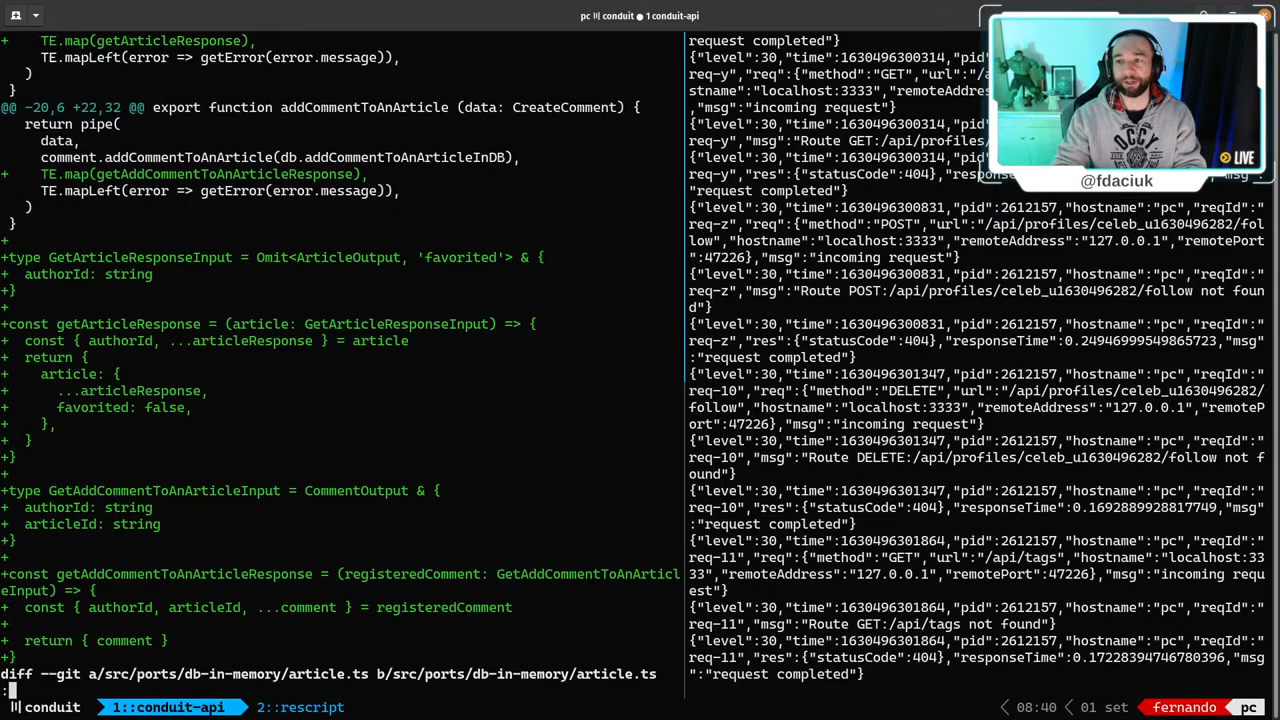 pc conduit ● 1 conduit-api
+    TE.map(getArticleResponse),
     TE.mapLeft(error => getError(error.message)),
   )
 }
@@ -20,6 +22,32 @@ export function addCommentToAnArticle (data: CreateComment) {
   return pipe(
     data,
     comment.addCommentToAnArticle(db.addCommentToAnArticleInDB),
+    TE.map(getAddCommentToAnArticleResponse),
     TE.mapLeft(error => getError(error.message)),
   )
 }
+
+type GetArticleResponseInput = Omit<ArticleOutput, 'favorited'> & {
+  authorId: string
+}
+
+const getArticleResponse = (article: GetArticleResponseInput) => {
+  const { authorId, ...articleResponse } = article
+  return {
+    article: {
+      ...articleResponse,
+      favorited: false,
+    },
+  }
+}
+
+type GetAddCommentToAnArticleInput = CommentOutput & {
+  authorId: string
+  articleId: string
+}
+
+const getAddCommentToAnArticleResponse = (registeredComment: GetAddCommentToAnArticl
eInput) => {
+  const { authorId, articleId, ...comment } = registeredComment
+
+  return { comment }
+}
diff --git a/src/ports/db-in-memory/article.ts b/src/ports/db-in-memory/article.ts
:
request completed"}
{"level":30,"time":1630496300314,"pid":2612157,"hostname":"pc","reqId":"
req-y","req":{"method":"GET","url":"/a
stname":"localhost:3333","remoteAddres
,"msg":"incoming request"}
{"level":30,"time":1630496300314,"pid"
req-y","msg":"Route GET:/api/profiles/
{"level":30,"time":1630496300314,"pid"
req-y","res":{"statusCode":404},"respon
"request completed"}
{"level":30,"time":1630496300831,"pid":2612157,"hostname":"pc","reqId":"
req-z","req":{"method":"POST","url":"/api/profiles/celeb_u1630496282/fol
low","hostname":"localhost:3333","remoteAddress":"127.0.0.1","remotePort
":47226},"msg":"incoming request"}
{"level":30,"time":1630496300831,"pid":2612157,"hostname":"pc","reqId":"
req-z","msg":"Route POST:/api/profiles/celeb_u1630496282/follow not foun
d"}
{"level":30,"time":1630496300831,"pid":2612157,"hostname":"pc","reqId":"
req-z","res":{"statusCode":404},"responseTime":0.24946999549865723,"msg"
:"request completed"}
{"level":30,"time":1630496301347,"pid":2612157,"hostname":"pc","reqId":"
req-10","req":{"method":"DELETE","url":"/api/profiles/celeb_u1630496282/
follow","hostname":"localhost:3333","remoteAddress":"127.0.0.1","remoteP
ort":47226},"msg":"incoming request"}
{"level":30,"time":1630496301347,"pid":2612157,"hostname":"pc","reqId":"
req-10","msg":"Route DELETE:/api/profiles/celeb_u1630496282/follow not f
ound"}
{"level":30,"time":1630496301347,"pid":2612157,"hostname":"pc","reqId":"
req-10","res":{"statusCode":404},"responseTime":0.1692889928817749,"msg"
:"request completed"}
{"level":30,"time":1630496301864,"pid":2612157,"hostname":"pc","reqId":"
req-11","req":{"method":"GET","url":"/api/tags","hostname":"localhost:33
33","remoteAddress":"127.0.0.1","remotePort":47226},"msg":"incoming requ
est"}
{"level":30,"time":1630496301864,"pid":2612157,"hostname":"pc","reqId":"
req-11","msg":"Route GET:/api/tags not found"}
{"level":30,"time":1630496301864,"pid":2612157,"hostname":"pc","reqId":"
req-11","res":{"statusCode":404},"responseTime":0.17228394746780396,"msg
":"request completed"}
OCCY
LIVE
@fdaciuk
conduit 1::conduit-api 2::rescript 08:40 01 set fernando pc